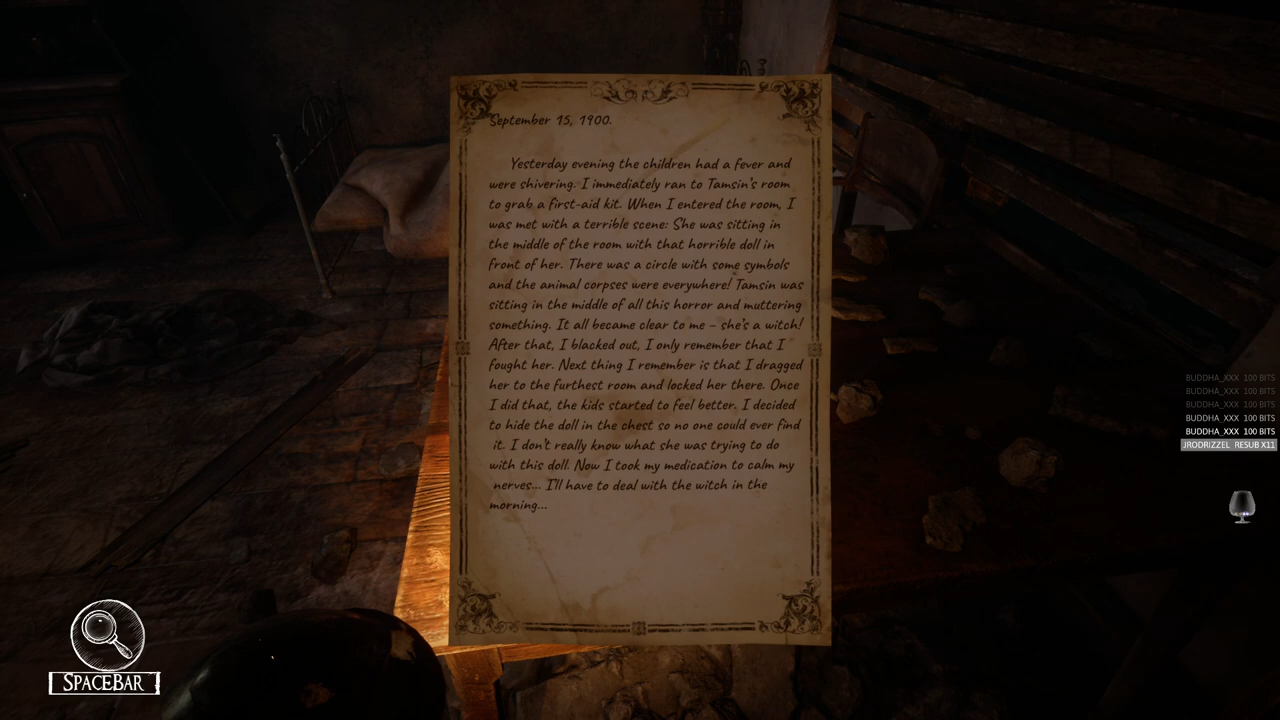 September 15, 1900.
Yesterday evening the children had a fever and
were shivering. I immediately ran to Tamsin's room
to grab a first-aid kit. When I entered the room, I
was met with a terrible scene: She was sitting in
the middle of the room with that horrible doll in
front of her. There was a circle with some symbols
and the animal corpses were everywhere! Tamsin was
sitting in the middle of all this horror and muttering
something. It all became clear to me – she's a witch!
After that, I blacked out, I only remember that I
fought her. Next thing I remember is that I dragged
her to the furthest room and locked her there. Once
I did that, the kids started to feel better. I decided
to hide the doll in the chest so no one could ever find
it. I don't really know what she was trying to do
with this doll. Now I took my medication to calm my
nerves... I'll have to deal with the witch in the
morning...
BUDDHA_XXX 100 BITS
BUDDHA_XXX 100 BITS
BUDDHA_XXX 100 BITS
BUDDHA_XXX 100 BITS
BUDDHA_XXX 100 BITS
JRODRIZZEL_ RESUB X11
SPACEBAR